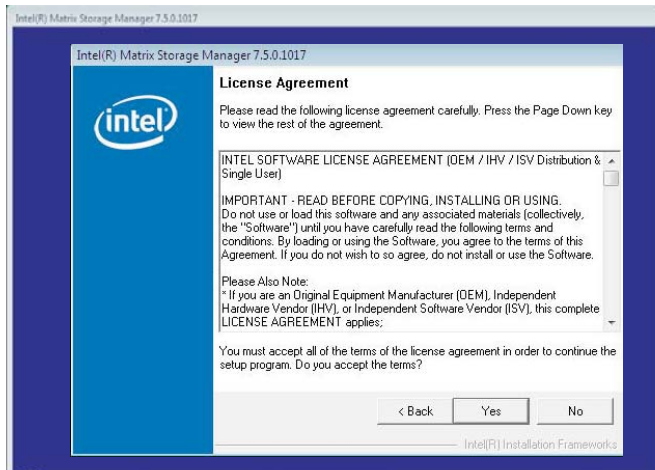 Intel(R) Matrix Storage Manager 7.5.0.1017
Intel(R) Matrix Storage Manager 7.5.0.1017
intel
License Agreement
Please read the following license agreement carefully. Press the Page Down key
to view the rest of the agreement.
INTEL SOFTWARE LICENSE AGREEMENT (OEM / IHV / ISV Distribution &
Single User)
IMPORTANT - READ BEFORE COPYING, INSTALLING OR USING.
Do not use or load this software and any associated materials (collectively,
the "Software") until you have carefully read the following terms and
conditions. By loading or using the Software, you agree to the terms of this
Agreement. If you do not wish to so agree, do not install or use the Software.
Please Also Note:
* If you are an Original Equipment Manufacturer (OEM), Independent
Hardware Vendor (IHV), or Independent Software Vendor (ISV), this complete
LICENSE AGREEMENT applies;
You must accept all of the terms of the license agreement in order to continue the
setup program. Do you accept the terms?
< Back Yes No
Intel(R) Installation Frameworks